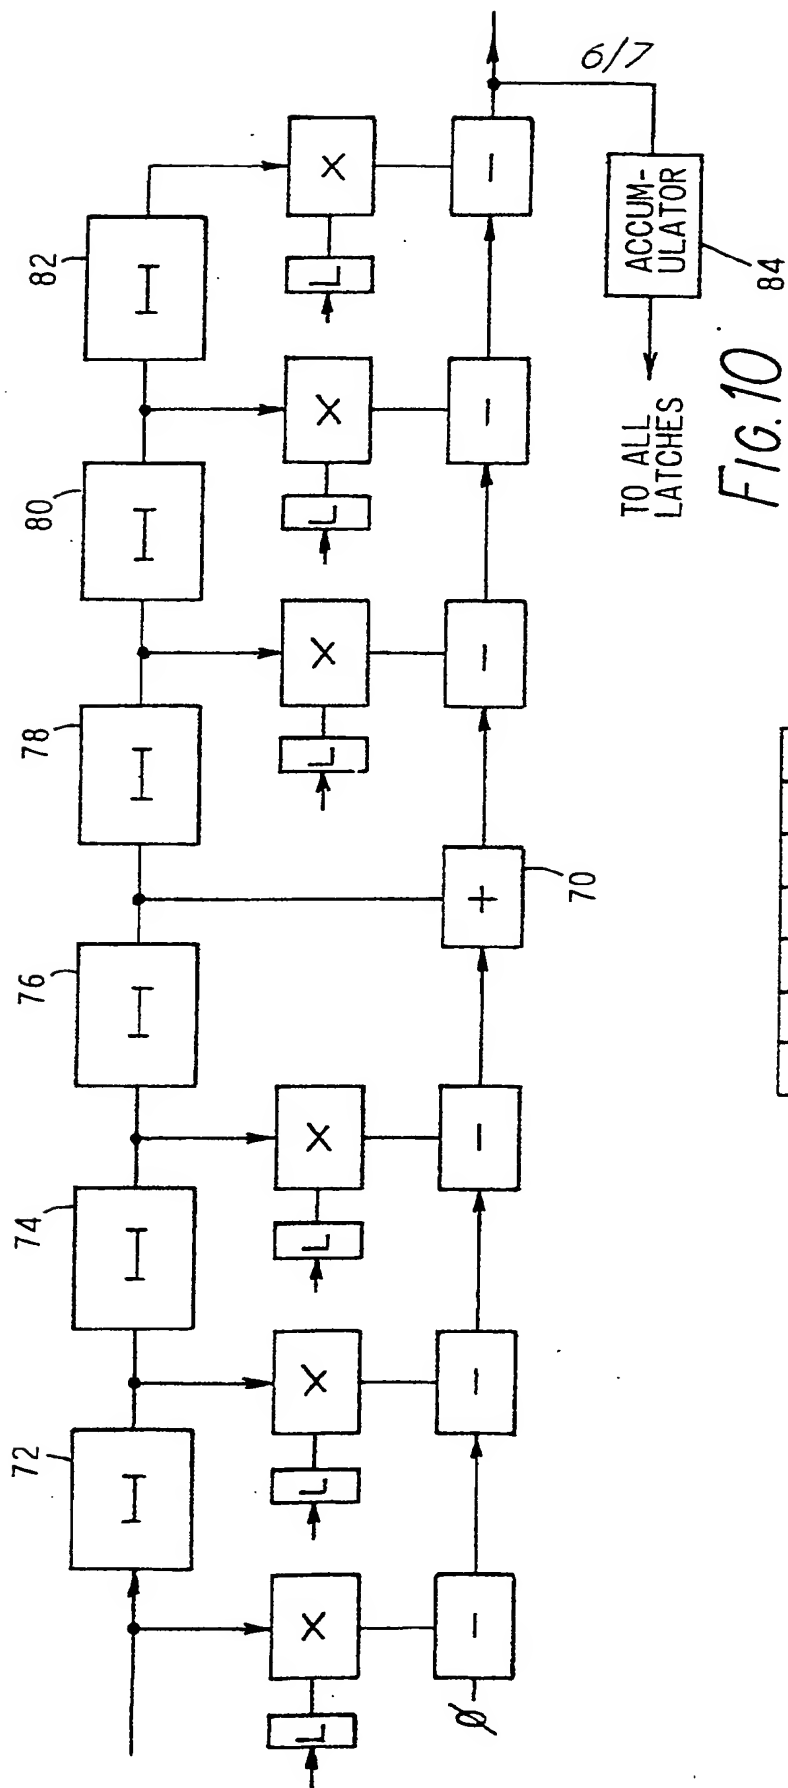 72 74 76 78 80 82
I I I I I I
X X X X X X
L L L L L L
Ø − − − + − − −
70
6/7
ACCUM-
ULATOR
84
TO ALL
LATCHES
FIG. 10